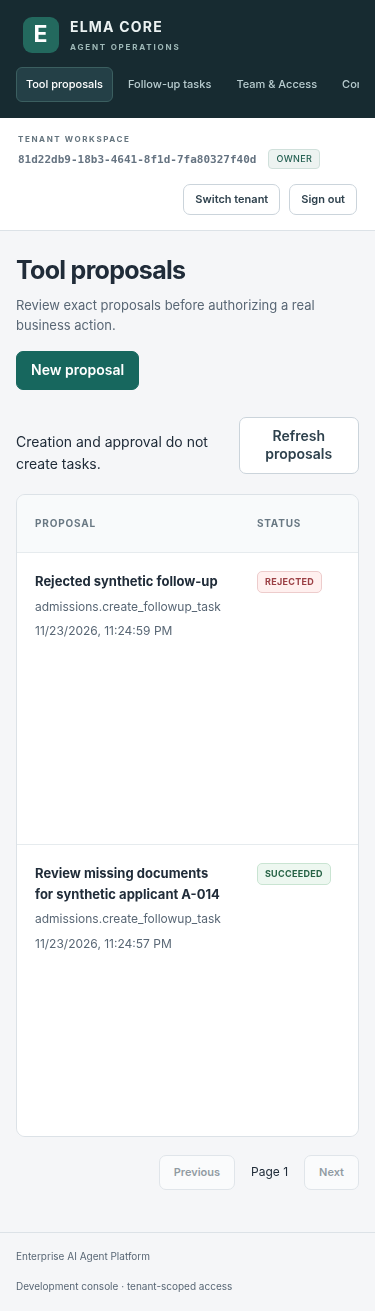 E
ELMA CORE
AGENT OPERATIONS
Tool proposals Follow-up tasks Team & Access
TENANT WORKSPACE
81d22db9-18b3-4641-8f1d-7fa80327f40d OWNER
Switch tenant Sign out
Tool proposals
Review exact proposals before authorizing a real
business action.
New proposal
Creation and approval do not
create tasks.
Refresh
proposals
PROPOSAL STATUS
Rejected synthetic follow-up REJECTED
admissions.create_followup_task
11/23/2026, 11:24:59 PM
Review missing documents SUCCEEDED
for synthetic applicant A-014
admissions.create_followup_task
11/23/2026, 11:24:57 PM
Previous Page 1 Next
Enterprise AI Agent Platform
Development console · tenant-scoped access